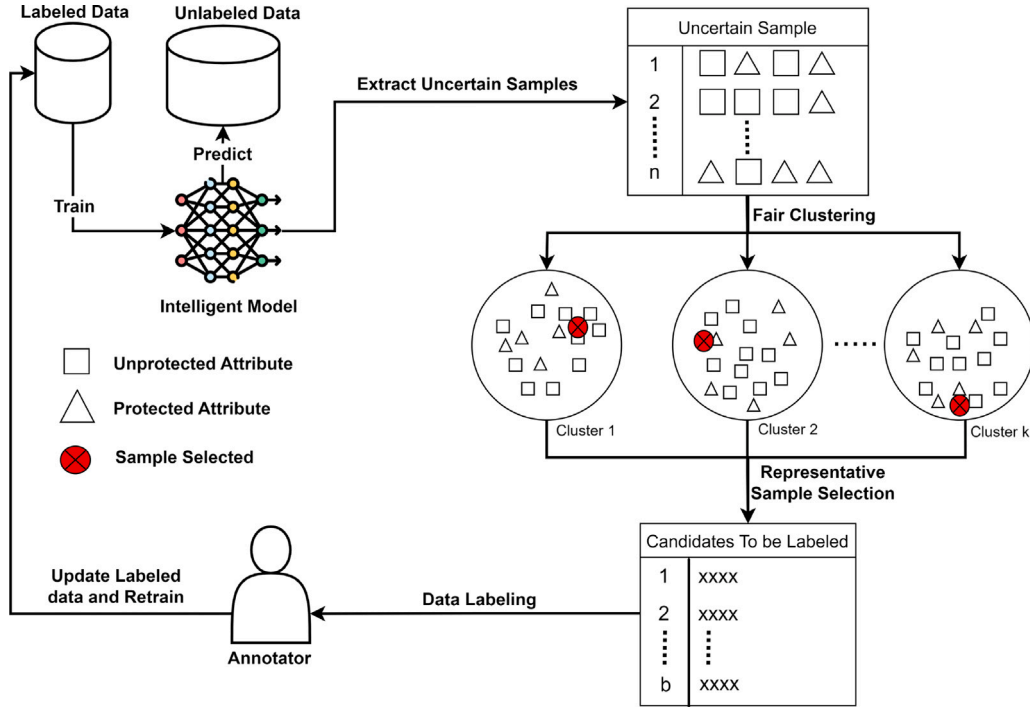 Labeled Data
Unlabeled Data
Uncertain Sample
1
2
n
Extract Uncertain Samples
Predict
Train
Intelligent Model
Fair Clustering
Unprotected Attribute
Protected Attribute
Sample Selected
Cluster 1
Cluster 2
Cluster k
Representative
Sample Selection
Candidates To be Labeled
1 xxxx
2 xxxx
b xxxx
Data Labeling
Update Labeled
data and Retrain
Annotator